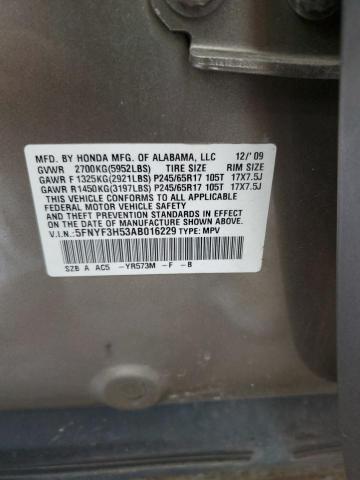 MFD. BY HONDA MFG. OF ALABAMA, LLC 12/'09
GVWR 2700KG(5952LBS) TIRE SIZE RIM SIZE
GAWR F 1325KG(2921LBS) P245/65R17 105T 17X7.5J
GAWR R1450KG(3197LBS) P245/65R17 105T 17X7.5J
THIS VEHICLE CONFORMS TO ALL APPLICABLE
FEDERAL MOTOR VEHICLE SAFETY AND
THEFT PREVENTION STANDARDS IN EFFECT
ON THE DATE OF MANUFACTURE SHOWN ABOVE.
V.I.N.:5FNYF3H53AB016229 TYPE: MPV
SZB A AC5 -YR573M -F -B